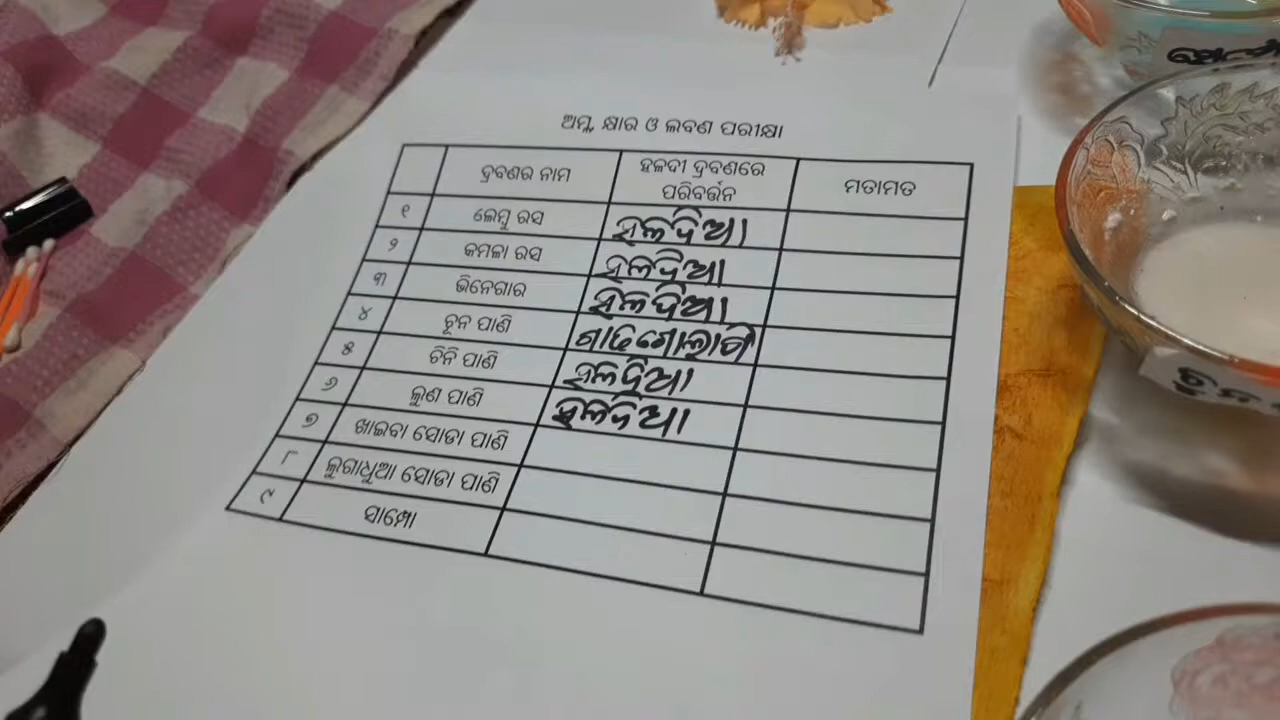 ଅମ୍ଳ, କ୍ଷାର ଓ ଲବଣ ପରୀକ୍ଷା
ଦ୍ରବଣର ନାମ ହଳଦୀ ଦ୍ରବଣରେ ପରିବର୍ତ୍ତନ ମତାମତ
୧ ଲେମ୍ବୁ ରସ ହଳଦିଆ
୨ କମଳା ରସ ହଳଦିଆ
୩ ଭିନେଗାର ହଳଦିଆ
୪ ଚୂନ ପାଣି ଗାଢଗୋଲାପି
୫ ଚିନି ପାଣି ହଳଦିଆ
୬ ଲୁଣ ପାଣି ହଳଦିଆ
୭ ଖାଇବା ସୋଡା ପାଣି
୮ ଲୁଗାଧୁଆ ସୋଡା ପାଣି
୯ ସାମ୍ପୋ